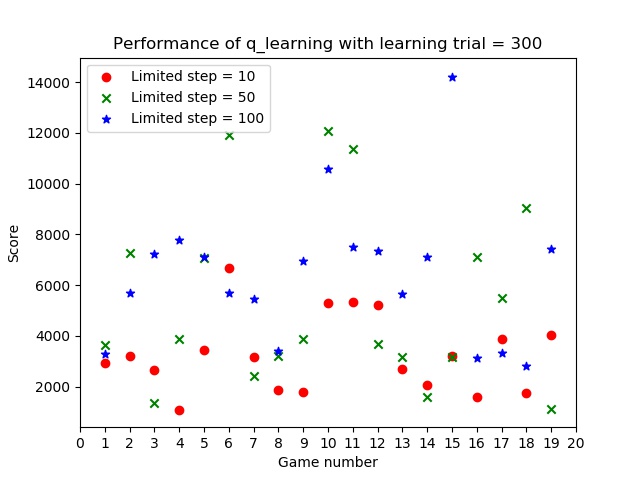 Performance of q_learning with learning trial = 300
Limited step = 10
Limited step = 50
Limited step = 100
14000
12000
10000
8000
6000
4000
2000
Score
0 1 2 3 4 5 6 7 8 9 10 11 12 13 14 15 16 17 18 19 20
Game number